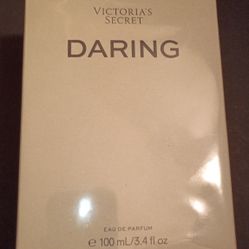 VICTORIA'S
SECRET
DARING
EAU DE PARFUM
℮ 100 mL/3.4 fl oz